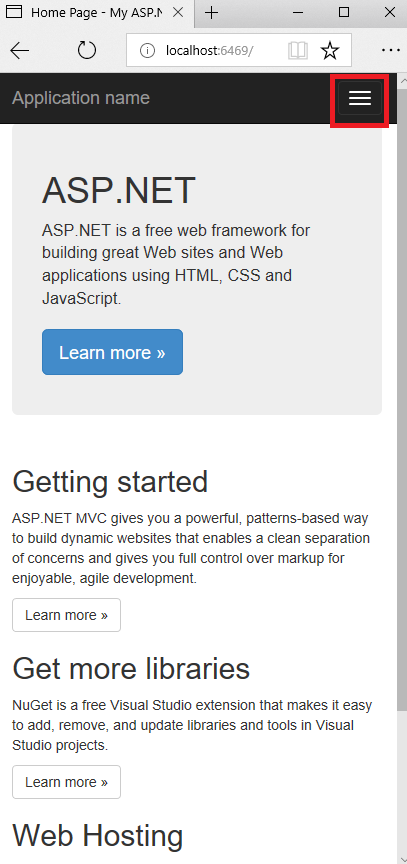 Home Page - My ASP.N
localhost:6469/
Application name
ASP.NET
ASP.NET is a free web framework for
building great Web sites and Web
applications using HTML, CSS and
JavaScript.
Learn more »
Getting started
ASP.NET MVC gives you a powerful, patterns-based way
to build dynamic websites that enables a clean separation
of concerns and gives you full control over markup for
enjoyable, agile development.
Learn more »
Get more libraries
NuGet is a free Visual Studio extension that makes it easy
to add, remove, and update libraries and tools in Visual
Studio projects.
Learn more »
Web Hosting